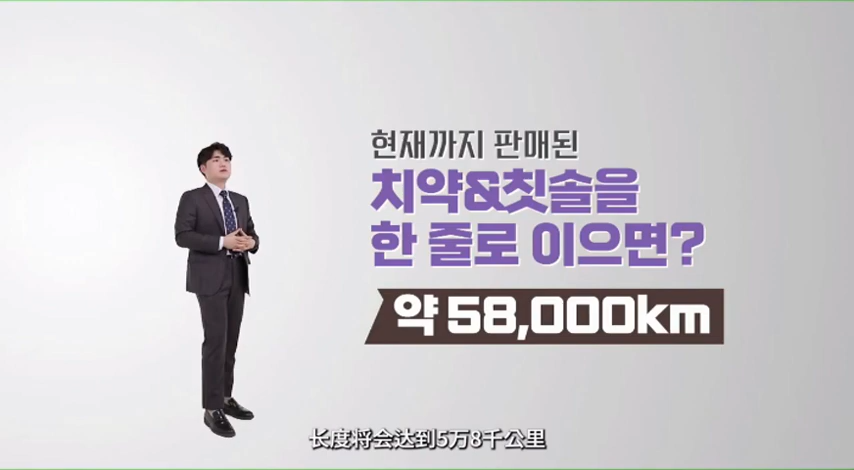 현재까지 판매된
치약&칫솔을
한 줄로 이으면?
약 58,000km
长度将会达到5万8千公里